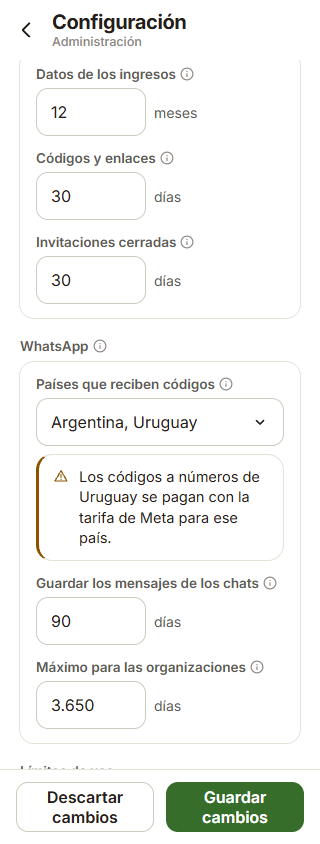 Configuración
Administración
Datos de los ingresos
12 meses
Códigos y enlaces
30 días
Invitaciones cerradas
30 días
WhatsApp
Países que reciben códigos
Argentina, Uruguay
Los códigos a números de
Uruguay se pagan con la
tarifa de Meta para ese
país.
Guardar los mensajes de los chats
90 días
Máximo para las organizaciones
3.650 días
Descartar
cambios
Guardar
cambios